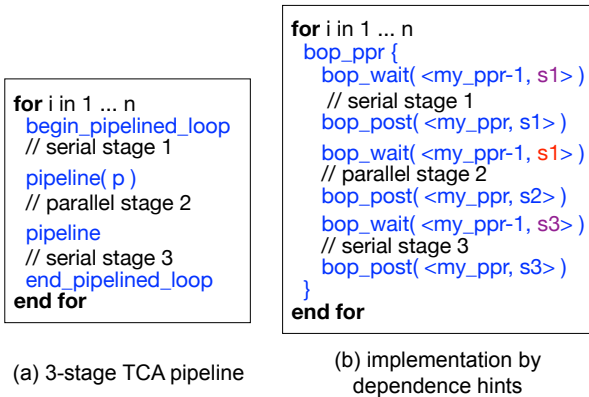 for i in 1 ... n
begin_pipelined_loop
// serial stage 1
pipeline( p )
// parallel stage 2
pipeline
// serial stage 3
end_pipelined_loop
end for
(a) 3-stage TCA pipeline
for i in 1 ... n
bop_ppr {
bop_wait( <my_ppr-1, s1> )
// serial stage 1
bop_post( <my_ppr, s1> )
bop_wait( <my_ppr-1, s1> )
// parallel stage 2
bop_post( <my_ppr, s2> )
bop_wait( <my_ppr-1, s3> )
// serial stage 3
bop_post( <my_ppr, s3> )
}
end for
(b) implementation by
dependence hints